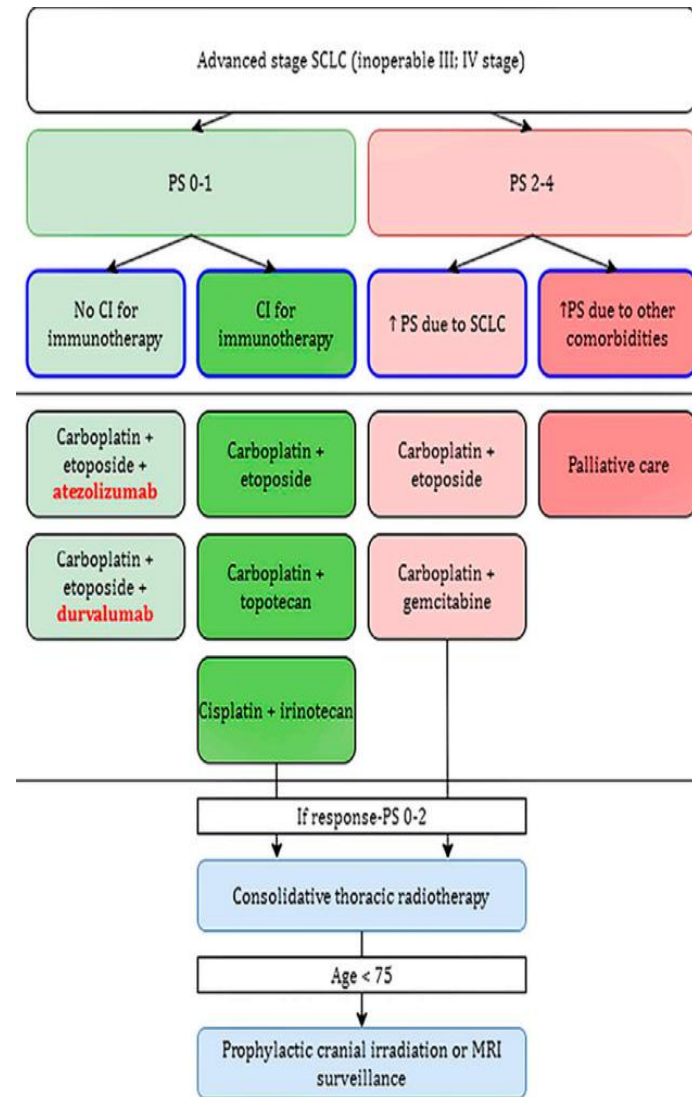 Advanced stage SCLC (inoperable III; IV stage)
PS 0-1
PS 2-4
No CI for
immunotherapy
CI for
immunotherapy
↑ PS due to SCLC
↑PS due to other
comorbidities
Carboplatin +
etoposide +
atezolizumab
Carboplatin +
etoposide
Carboplatin +
etoposide
Palliative care
Carboplatin +
etoposide +
durvalumab
Carboplatin +
topotecan
Carboplatin +
gemcitabine
Cisplatin + irinotecan
If response-PS 0-2
Consolidative thoracic radiotherapy
Age < 75
Prophylactic cranial irradiation or MRI
surveillance